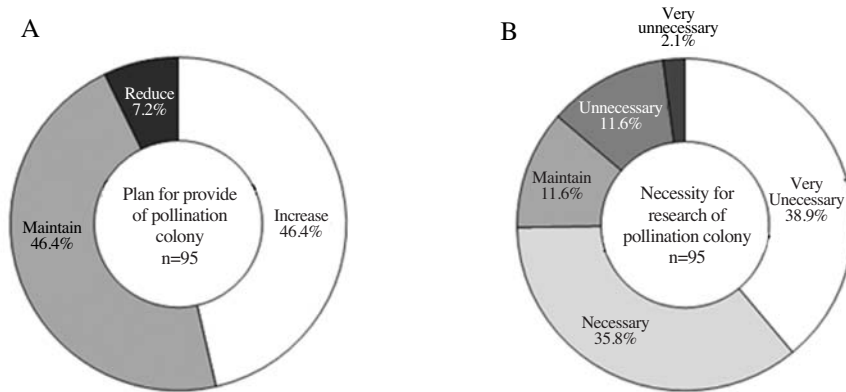 A
Reduce
7.2%
Plan for provide
of pollination
colony
n=95
Maintain
46.4%
Increase
46.4%
B
Very
unnecessary
2.1%
Unnecessary
11.6%
Maintain
11.6%
Necessity for
research of
pollination colony
n=95
Very
Unecessary
38.9%
Necessary
35.8%